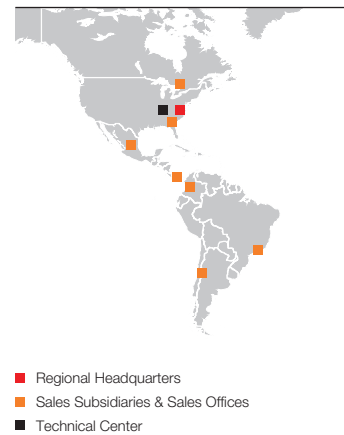 Regional Headquarters
Sales Subsidiaries & Sales Offices
Technical Center